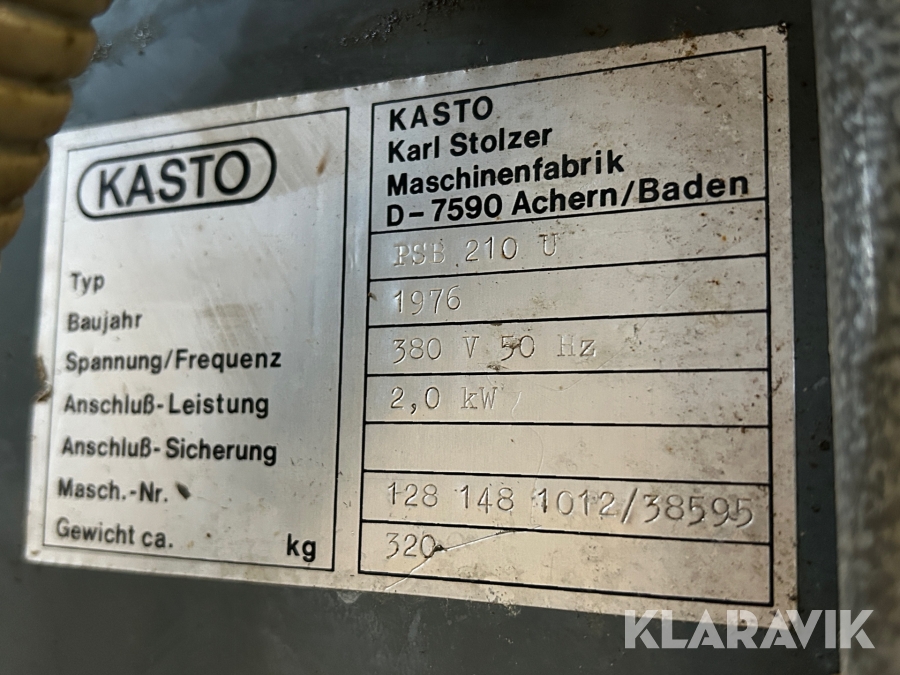 KASTO
KASTO
Karl Stolzer
Maschinenfabrik
D-7590 Achern/Baden
Typ PSB 210 U
Baujahr 1976
Spannung/Frequenz 380 V 50 Hz
Anschluß-Leistung 2,0 kW
Anschluß-Sicherung
Masch.-Nr. 128 148 1012/38595
Gewicht ca. kg 320
KLARAVIK